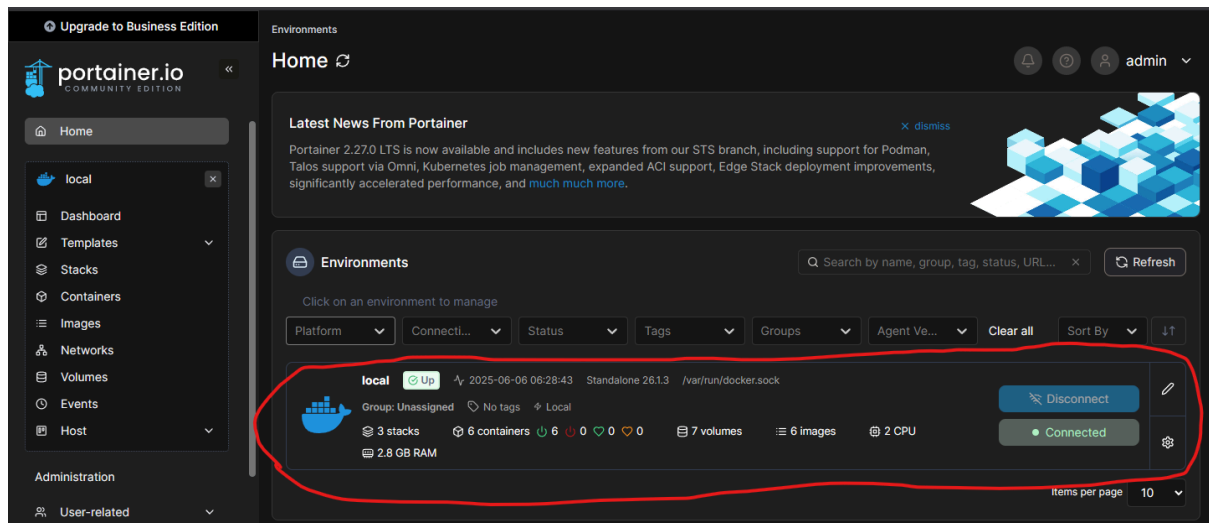 Upgrade to Business Edition
portainer.io
COMMUNITY EDITION
Home
local
Dashboard
Templates
Stacks
Containers
Images
Networks
Volumes
Events
Host
Administration
User-related
Environments
Home
admin
Latest News From Portainer
dismiss
Portainer 2.27.0 LTS is now available and includes new features from our STS branch, including support for Podman,
Talos support via Omni, Kubernetes job management, expanded ACI support, Edge Stack deployment improvements,
significantly accelerated performance, and much much more.
Environments
Search by name, group, tag, status, URL...
Refresh
Click on an environment to manage
Platform Connecti... Status Tags Groups Agent Ve... Clear all Sort By
local Up 2025-06-06 06:28:43 Standalone 26.1.3 /var/run/docker.sock
Group: Unassigned No tags Local
3 stacks 6 containers 6 0 0 0 7 volumes 6 images 2 CPU
2.8 GB RAM
Disconnect
Connected
Items per page 10